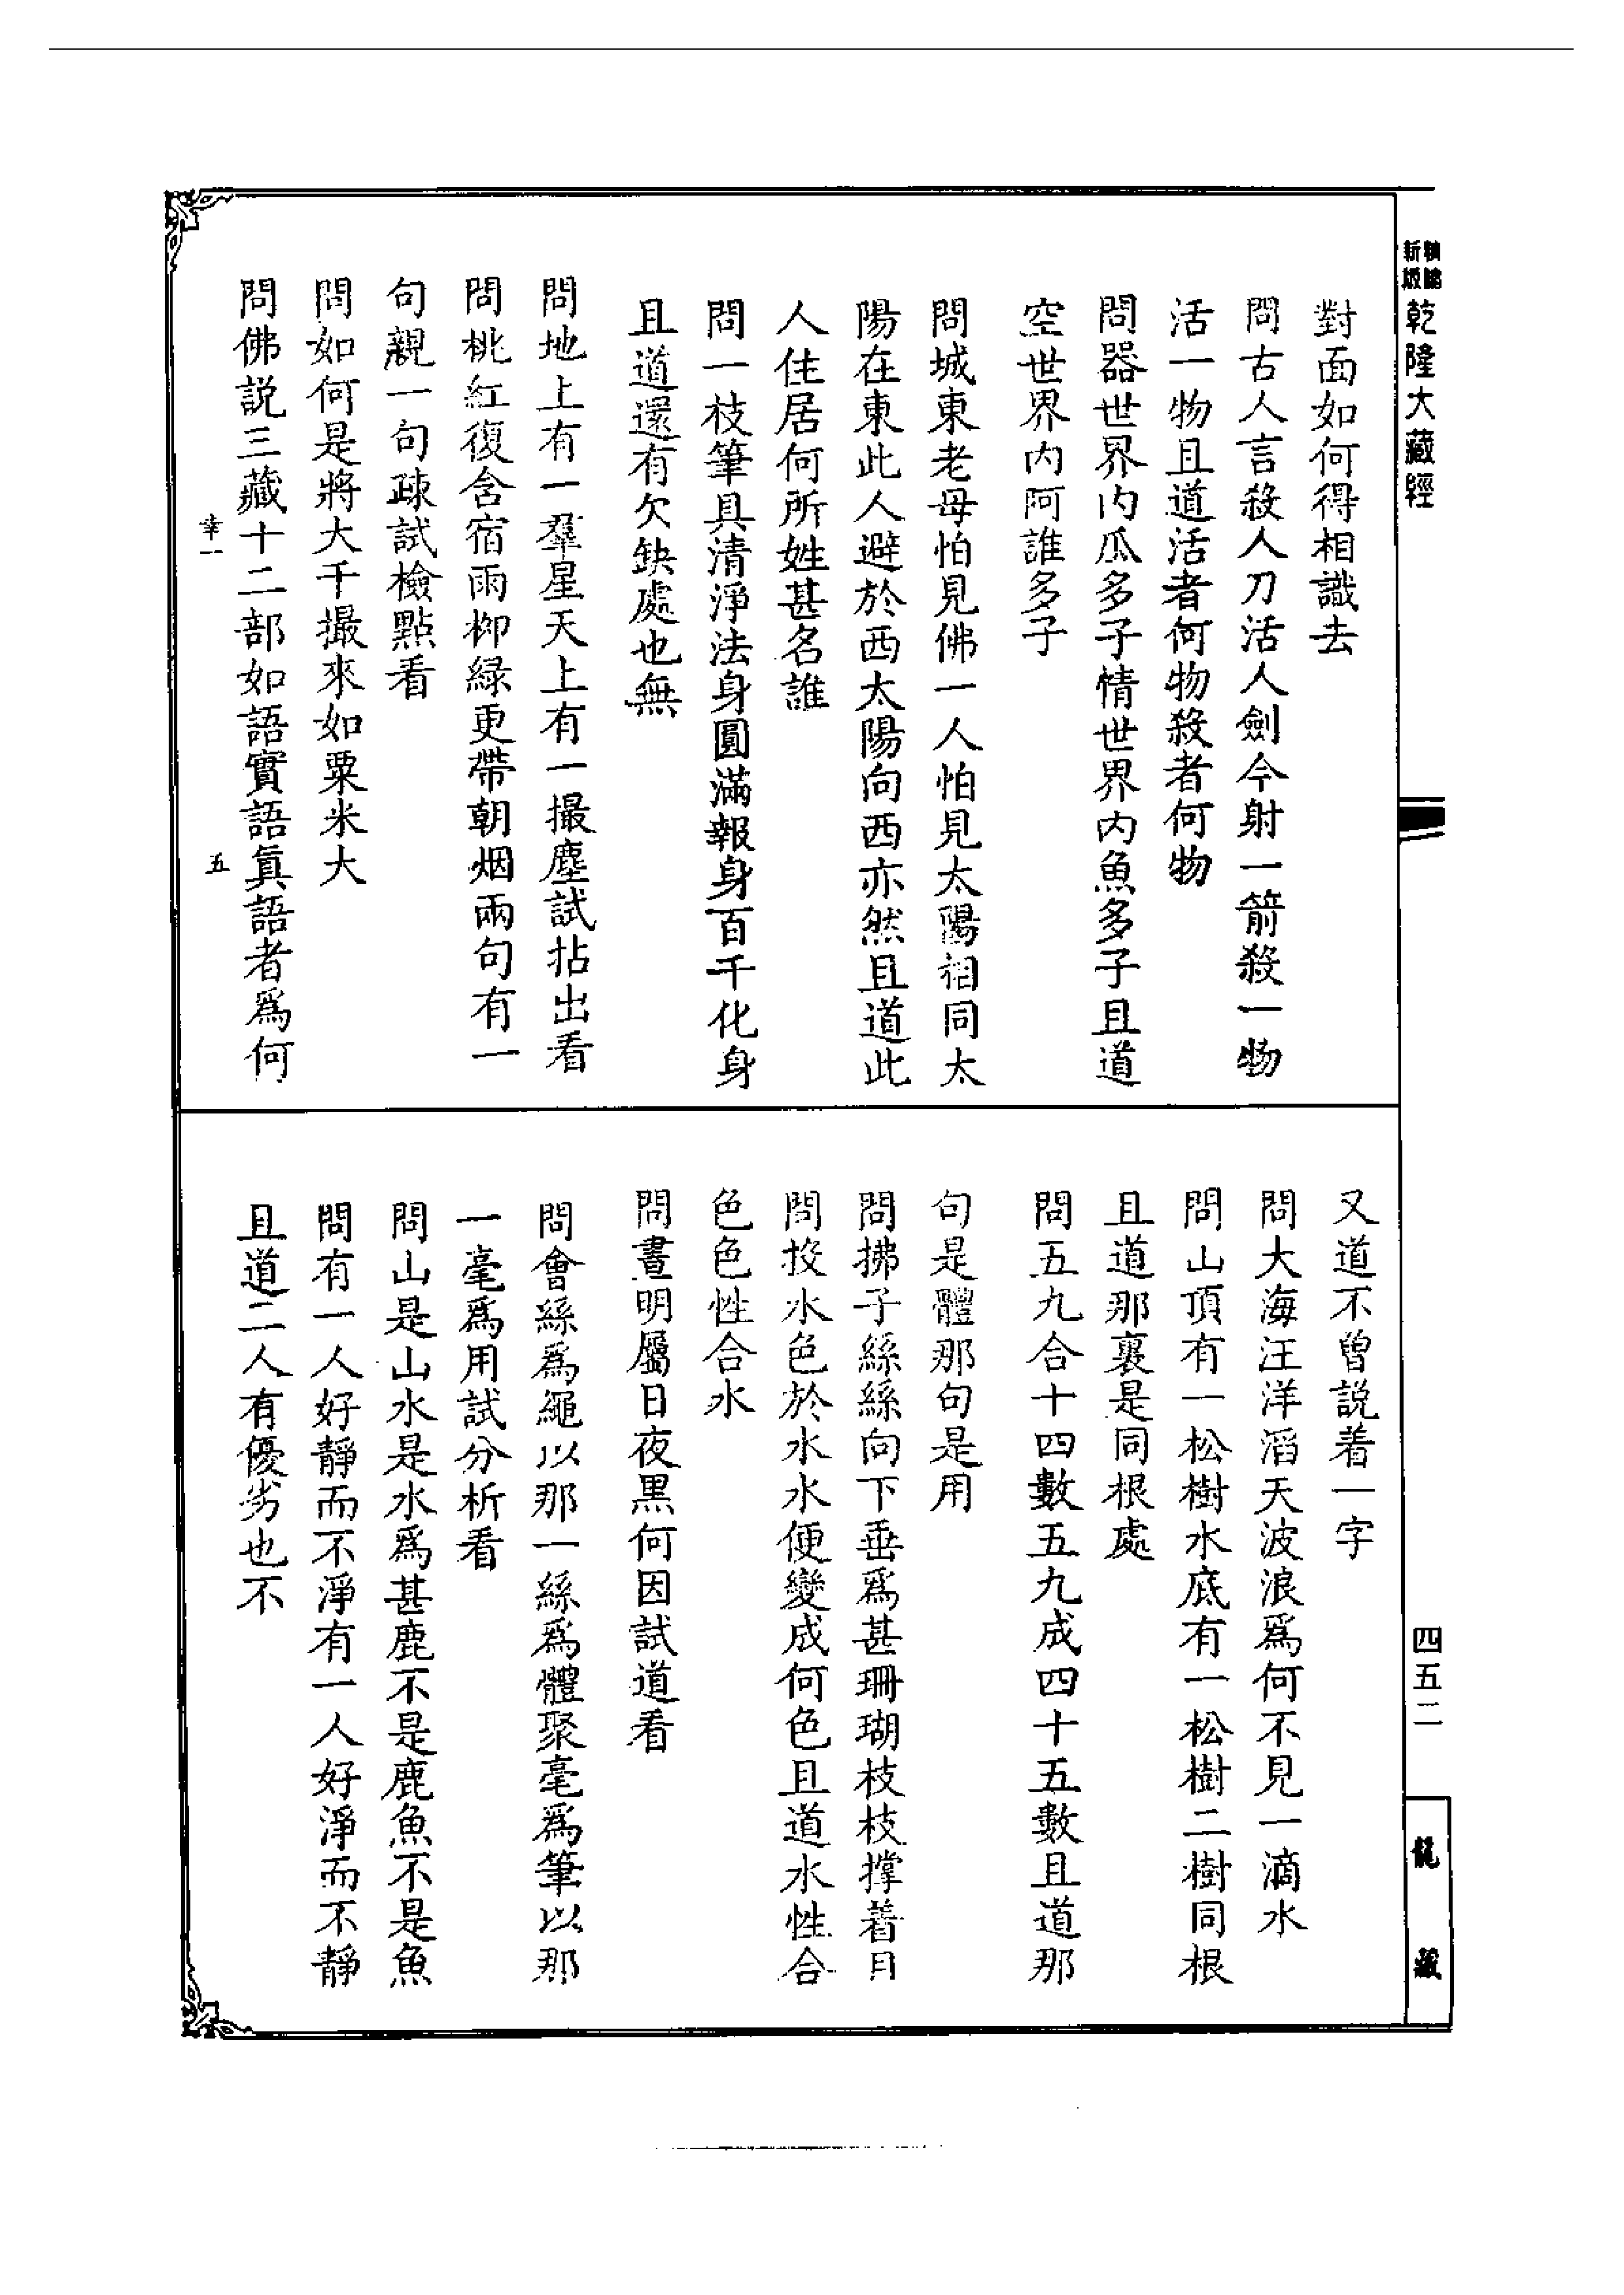 新版
精縮
乾隆大藏經
對面如何得相識去
問古人言殺人刀活人劍今射一箭殺一物
活一物且道活者何物殺者何物
問器世界内瓜多子情世界内魚多子且道
空世界内阿誰多子
問城東老母怕見佛一人怕見太陽相同太
陽在東此人避於西太陽向西亦然且道此
人住居何所姓甚名誰
問一枝筆具清淨法身圓滿報身百千化身
且道還有欠缺處也無
問地上有一羣星天上有一撮塵試拈出看
問桃紅復含宿雨柳綠更帶朝烟兩句有一
句親一句疎試檢點看
問如何是將大千撮來如粟米大
問佛説三藏十二部如語實語眞語者爲何
幸一
五
又道不曾説着一字
問大海汪洋滔天波浪爲何不見一滴水
問山頂有一松樹水底有一松樹二樹同根
且道那裏是同根處
問五九合十四數五九成四十五數且道那
句是體那句是用
問拂子絲絲向下垂爲甚珊瑚枝枝撑着日
問投水色於水水便變成何色且道水性合
色色性合水
問晝明屬日夜黑何因試道看
問會絲爲繩以那一絲爲體聚毫爲筆以那
一毫爲用試分析看
問山是山水是水爲甚鹿不是鹿魚不是魚
問有一人好靜而不淨有一人好淨而不靜
且道二人有優劣也不
四五二
龍藏